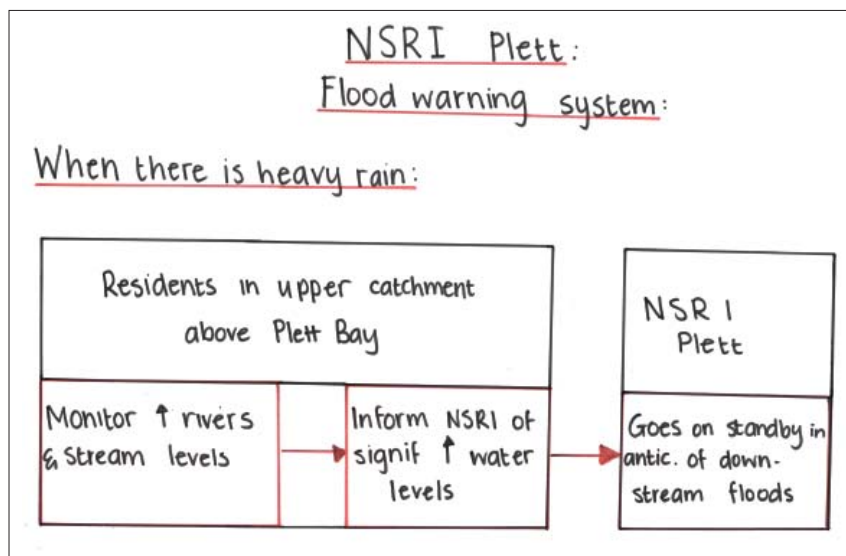 NSRI Plett:
Flood warning system:
When there is heavy rain:
Residents in upper catchment
above Plett Bay
NSRI
Plett
Monitor ↑ rivers
& stream levels
Inform NSRI of
signif ↑ water
levels
Goes on standby in
antic. of down-
stream floods